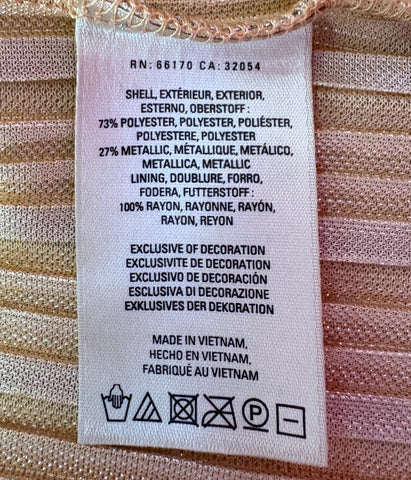 RN: 66170 CA: 32054
SHELL, EXTÉRIEUR, EXTERIOR,
ESTERNO, OBERSTOFF:
73% POLYESTER, POLYESTER, POLIÉSTER,
POLYESTERE, POLYESTER
27% METALLIC, MÉTALLIQUE, METÁLICO,
METALLICA, METALLIC
LINING, DOUBLURE, FORRO,
FODERA, FUTTERSTOFF:
100% RAYON, RAYONNE, RAYÓN,
RAYON, REYON
EXCLUSIVE OF DECORATION
EXCLUSIVITE DE DECORATION
EXCLUSIVO DE DECORACIÓN
ESCLUSIVA DI DECORAZIONE
EXKLUSIVES DER DEKORATION
MADE IN VIETNAM,
HECHO EN VIETNAM,
FABRIQUÉ AU VIETNAM
P